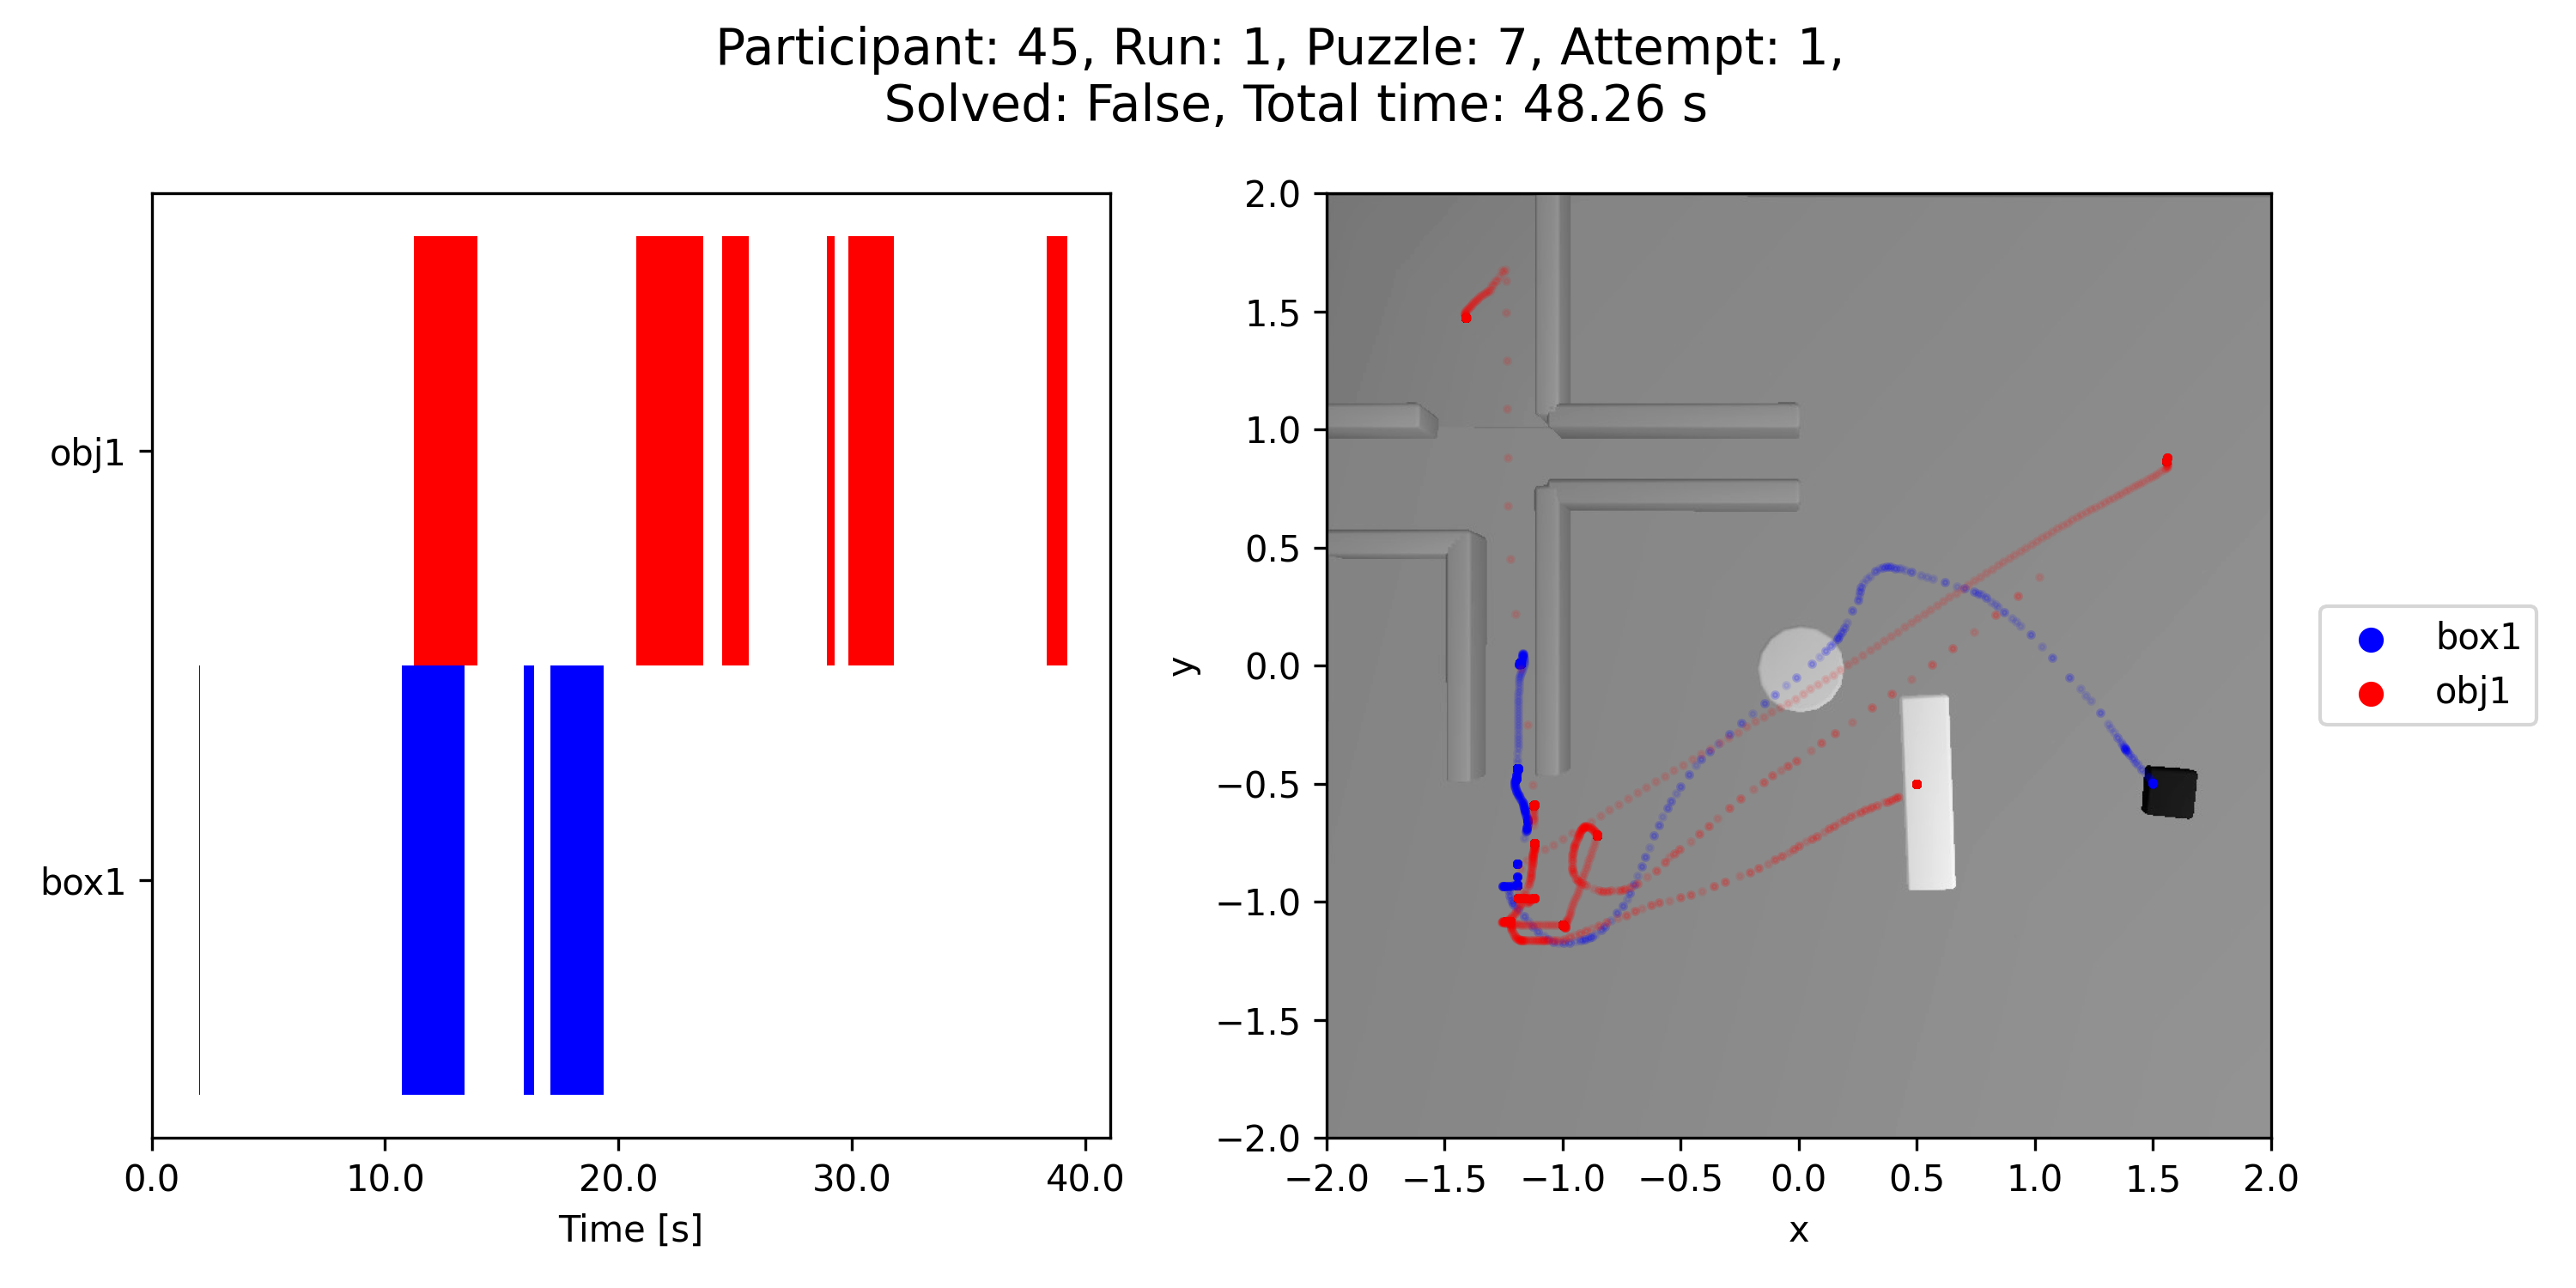 Participant: 45, Run: 1, Puzzle: 7, Attempt: 1,
Solved: False, Total time: 48.26 s
obj1
box1
0.0 10.0 20.0 30.0 40.0
Time [s]
2.0
1.5
1.0
0.5
0.0
−0.5
−1.0
−1.5
−2.0
y
−2.0 −1.5 −1.0 −0.5 0.0 0.5 1.0 1.5 2.0
x
box1
obj1